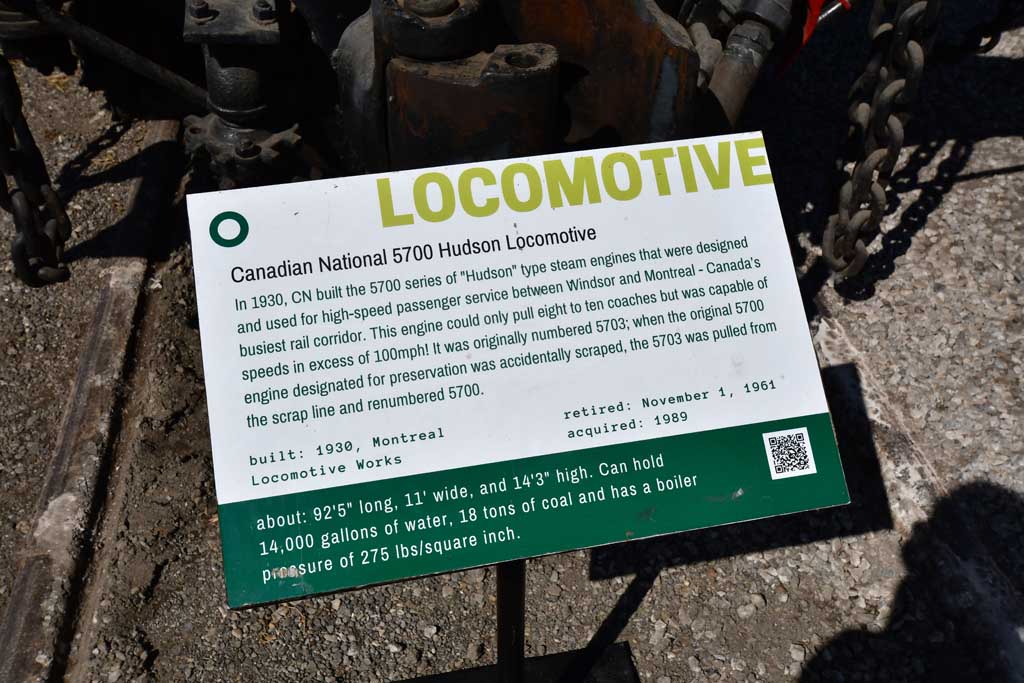 LOCOMOTIVE
Canadian National 5700 Hudson Locomotive
In 1930, CN built the 5700 series of "Hudson" type steam engines that were designed
and used for high-speed passenger service between Windsor and Montreal - Canada's
busiest rail corridor. This engine could only pull eight to ten coaches but was capable of
speeds in excess of 100mph! It was originally numbered 5703; when the original 5700
engine designated for preservation was accidentally scraped, the 5703 was pulled from
the scrap line and renumbered 5700.
built: 1930, Montreal
Locomotive Works
retired: November 1, 1961
acquired: 1989
about: 92'5" long, 11' wide, and 14'3" high. Can hold
14,000 gallons of water, 18 tons of coal and has a boiler
pressure of 275 lbs/square inch.